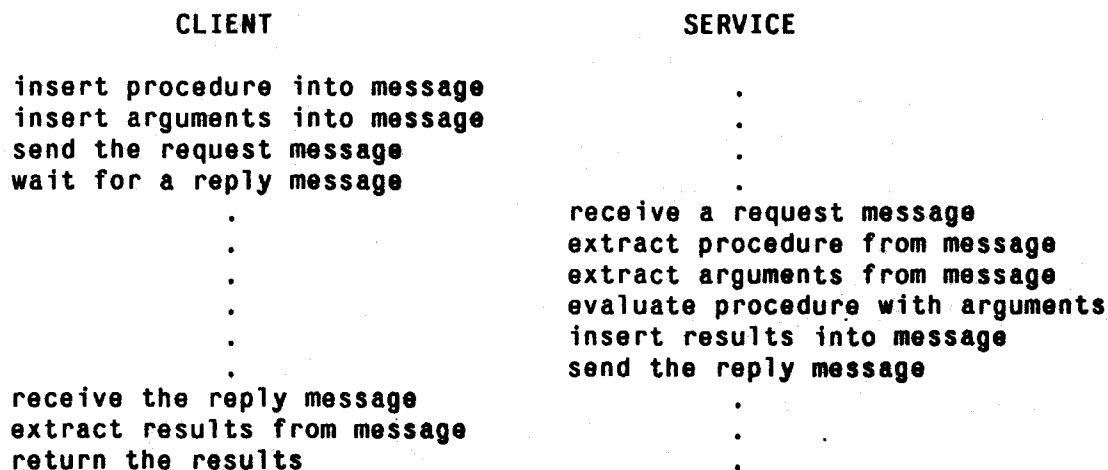 CLIENT SERVICE
insert procedure into message .
insert arguments into message .
send the request message .
wait for a reply message .
. receive a request message
. extract procedure from message
. extract arguments from message
. evaluate procedure with arguments
. insert results into message
. send the reply message
receive the reply message .
extract results from message .
return the results .